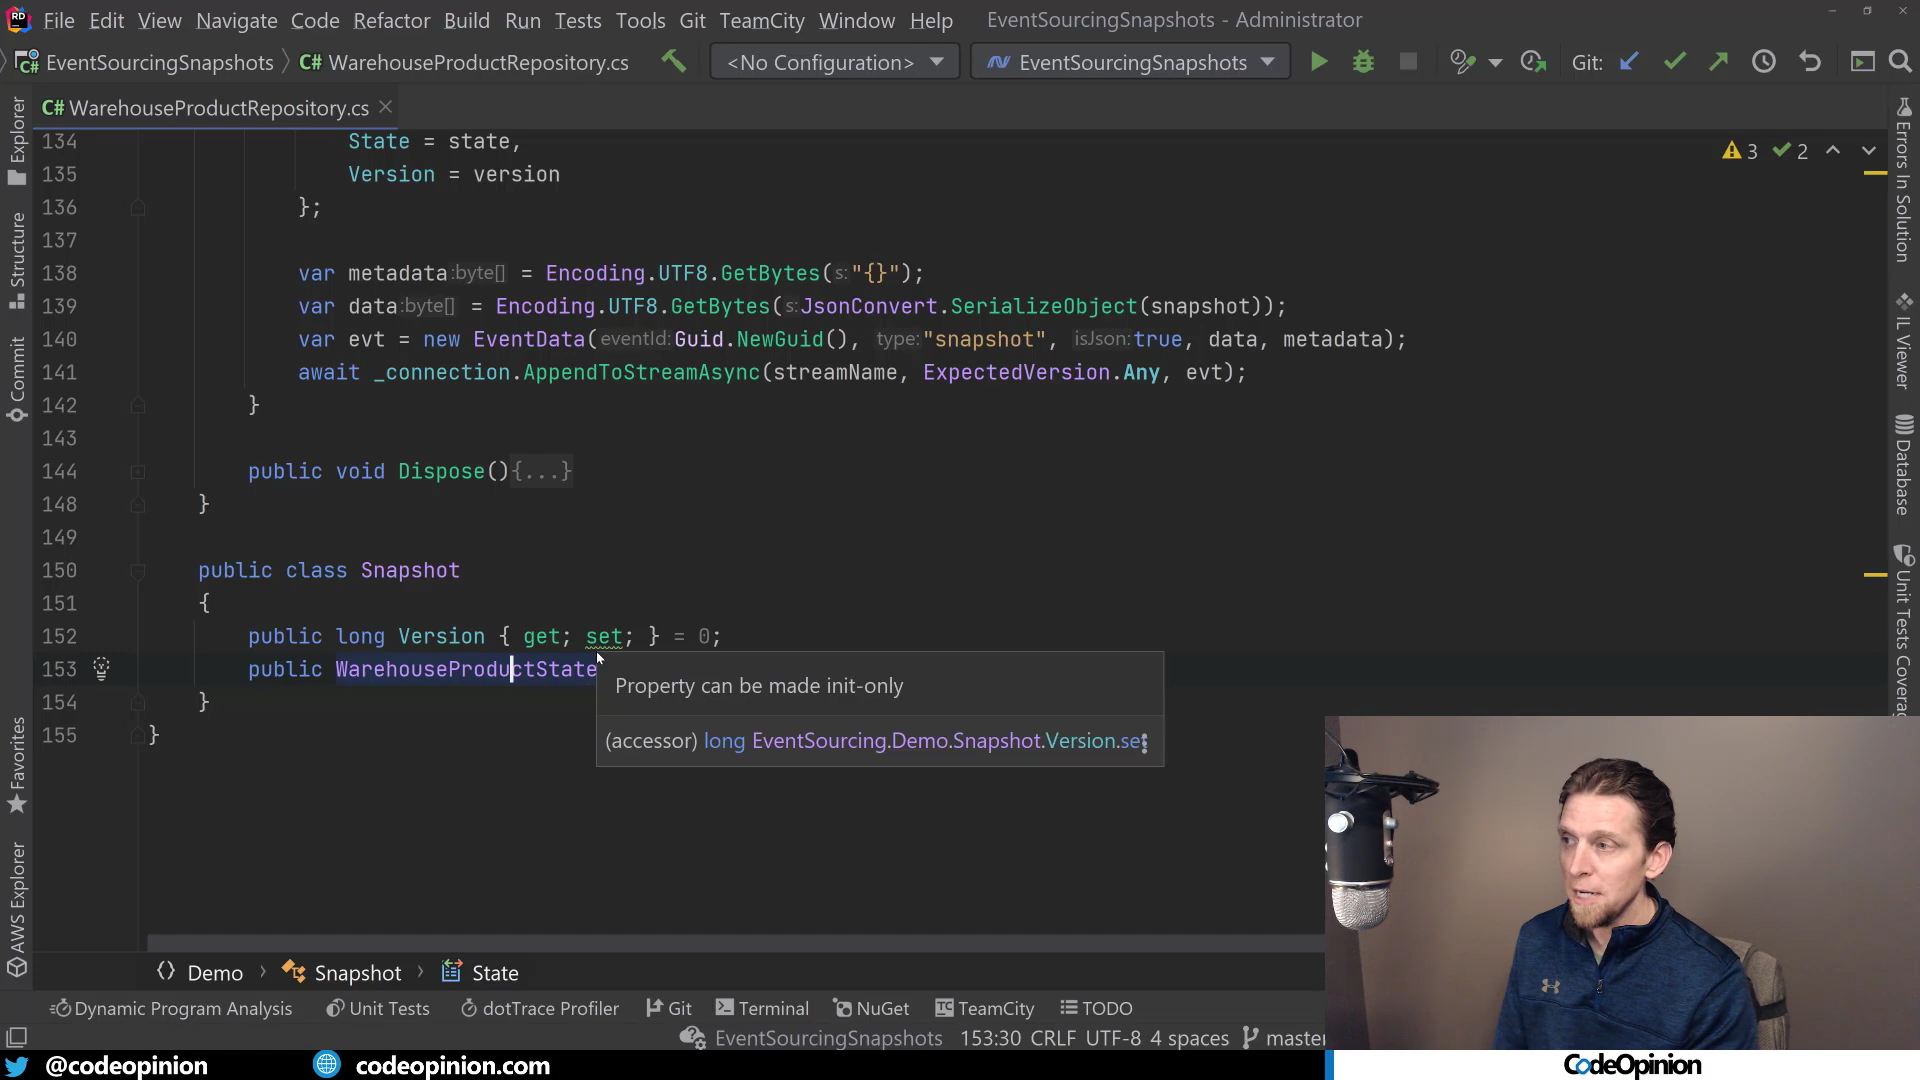 File Edit View Navigate Code Refactor Build Run Tests Tools Git TeamCity Window Help EventSourcingSnapshots - Administrator
EventSourcingSnapshots C# WarehouseProductRepository.cs <No Configuration> EventSourcingSnapshots Git:
C# WarehouseProductRepository.cs
3 2
134 State = state,
135 Version = version
136 };
137
138 var metadata:byte[] = Encoding.UTF8.GetBytes(s:"{}");
139 var data:byte[] = Encoding.UTF8.GetBytes(s:JsonConvert.SerializeObject(snapshot));
140 var evt = new EventData(eventId:Guid.NewGuid(), type:"snapshot", isJson:true, data, metadata);
141 await _connection.AppendToStreamAsync(streamName, ExpectedVersion.Any, evt);
142 }
143
144 public void Dispose(){...}
148 }
149
150 public class Snapshot
151 {
152 public long Version { get; set; } = 0;
153 public WarehouseProductState
154 }
155 }
Property can be made init-only
(accessor) long EventSourcing.Demo.Snapshot.Version.set
Explorer
Structure
Commit
Favorites
AWS Explorer
Errors In Solution
IL Viewer
Database
Unit Tests Coverag
Demo Snapshot State
Dynamic Program Analysis Unit Tests dotTrace Profiler Git Terminal NuGet TeamCity TODO
EventSourcingSnapshots 153:30 CRLF UTF-8 4 spaces master
@codeopinion codeopinion.com
CodeOpinion